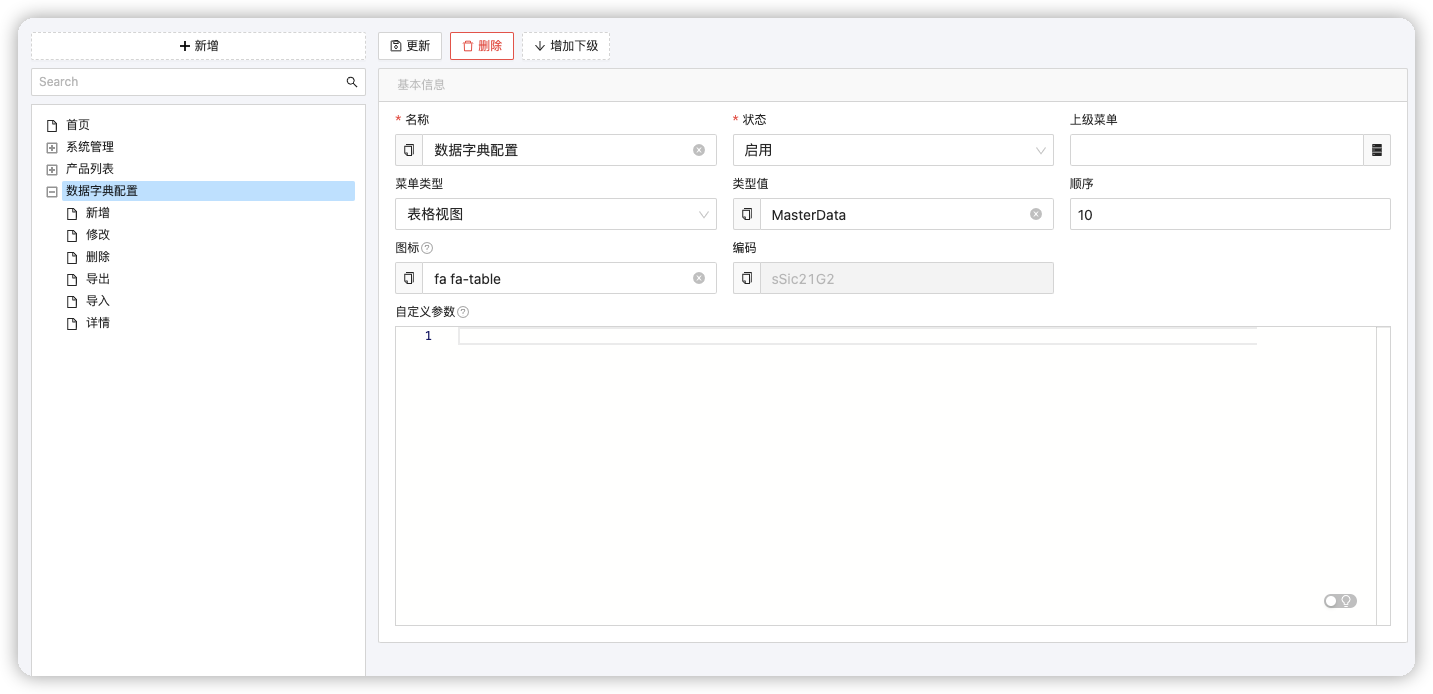 新增
Search
首页
系统管理
产品列表
数据字典配置
新增
修改
删除
导出
导入
详情
更新 删除 增加下级
基本信息
* 名称 * 状态 上级菜单
数据字典配置 启用
菜单类型 类型值 顺序
表格视图 MasterData 10
图标 编码
fa fa-table sSic21G2
自定义参数
1